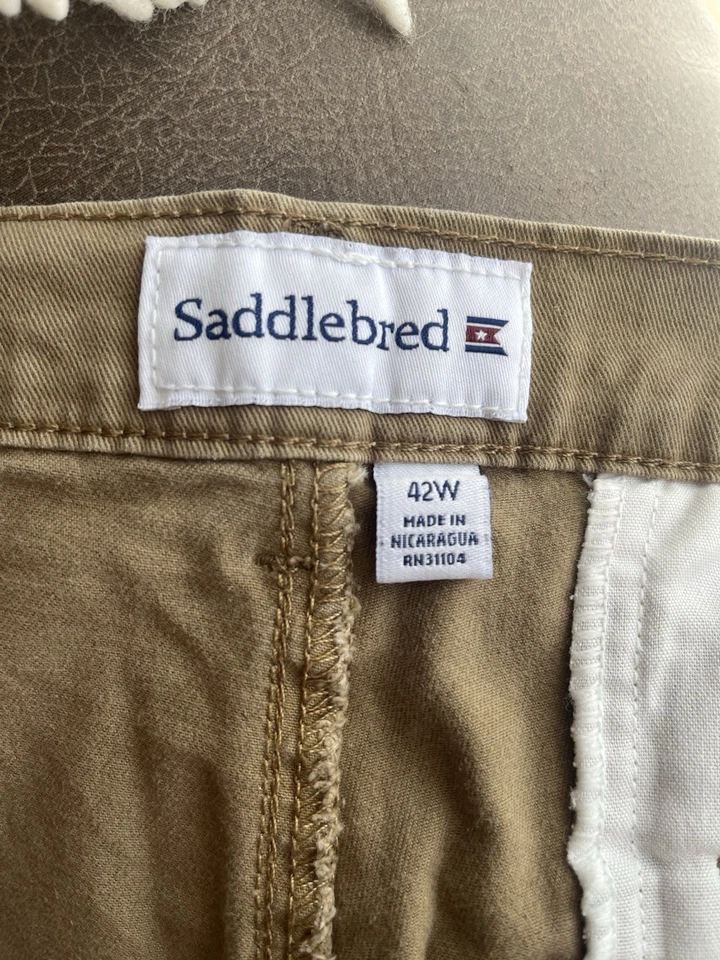 Saddlebred
42W
MADE IN
NICARAGUA
RN31104